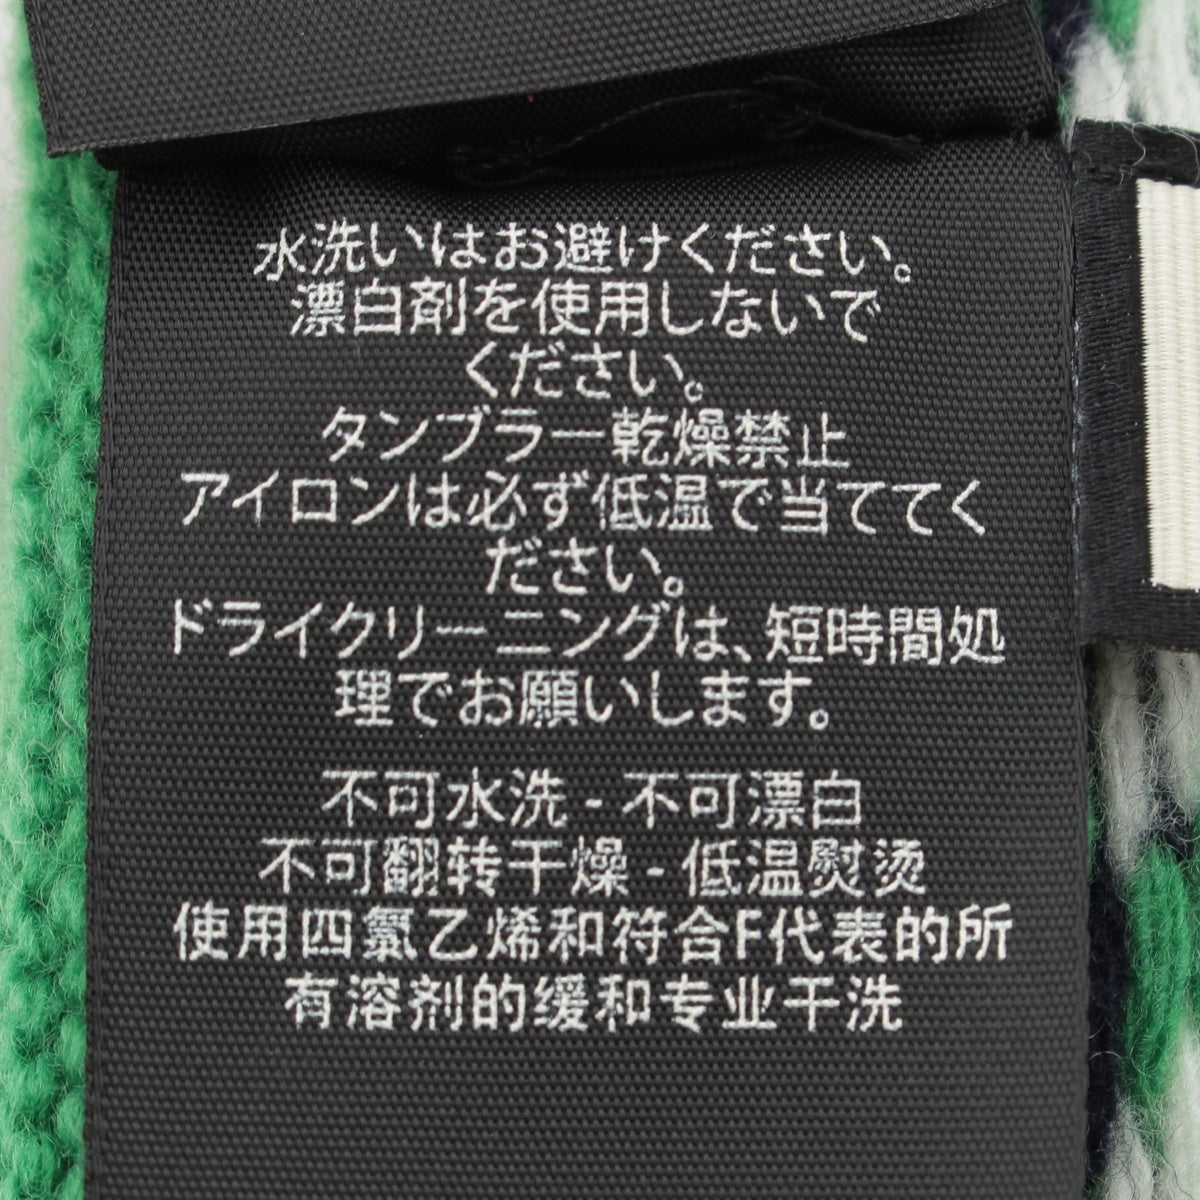 水洗いはお避けください。
漂白剤を使用しないで
ください。
タンブラー乾燥禁止
アイロンは必ず低温で当ててく
ださい。
ドライクリーニングは、短時間処
理でお願いします。
不可水洗 - 不可漂白
不可翻转干燥 - 低温熨烫
使用四氯乙烯和符合F代表的所
有溶剂的缓和专业干洗